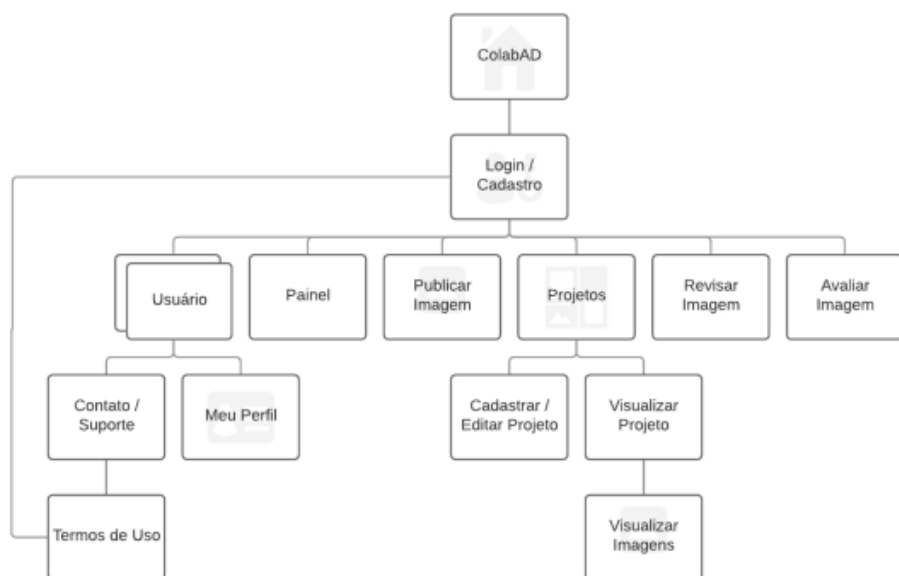 ColabAD
Login /
Cadastro
Usuário
Painel
Publicar
Imagem
Projetos
Revisar
Imagem
Avaliar
Imagem
Contato /
Suporte
Meu Perfil
Cadastrar /
Editar Projeto
Visualizar
Projeto
Termos de Uso
Visualizar
Imagens